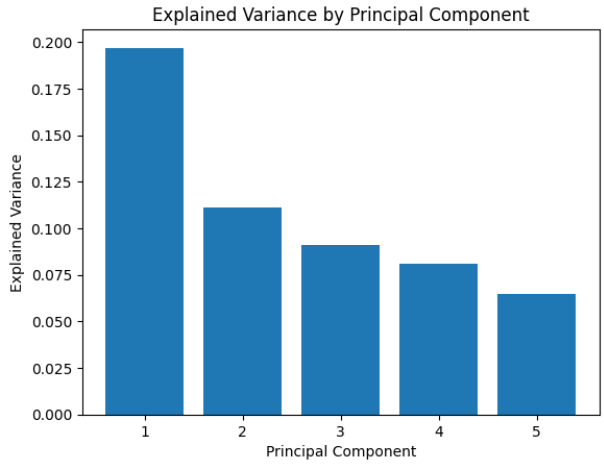 Explained Variance by Principal Component
0.200
0.175
0.150
0.125
0.100
0.075
0.050
0.025
0.000
Explained Variance
1 2 3 4 5
Principal Component